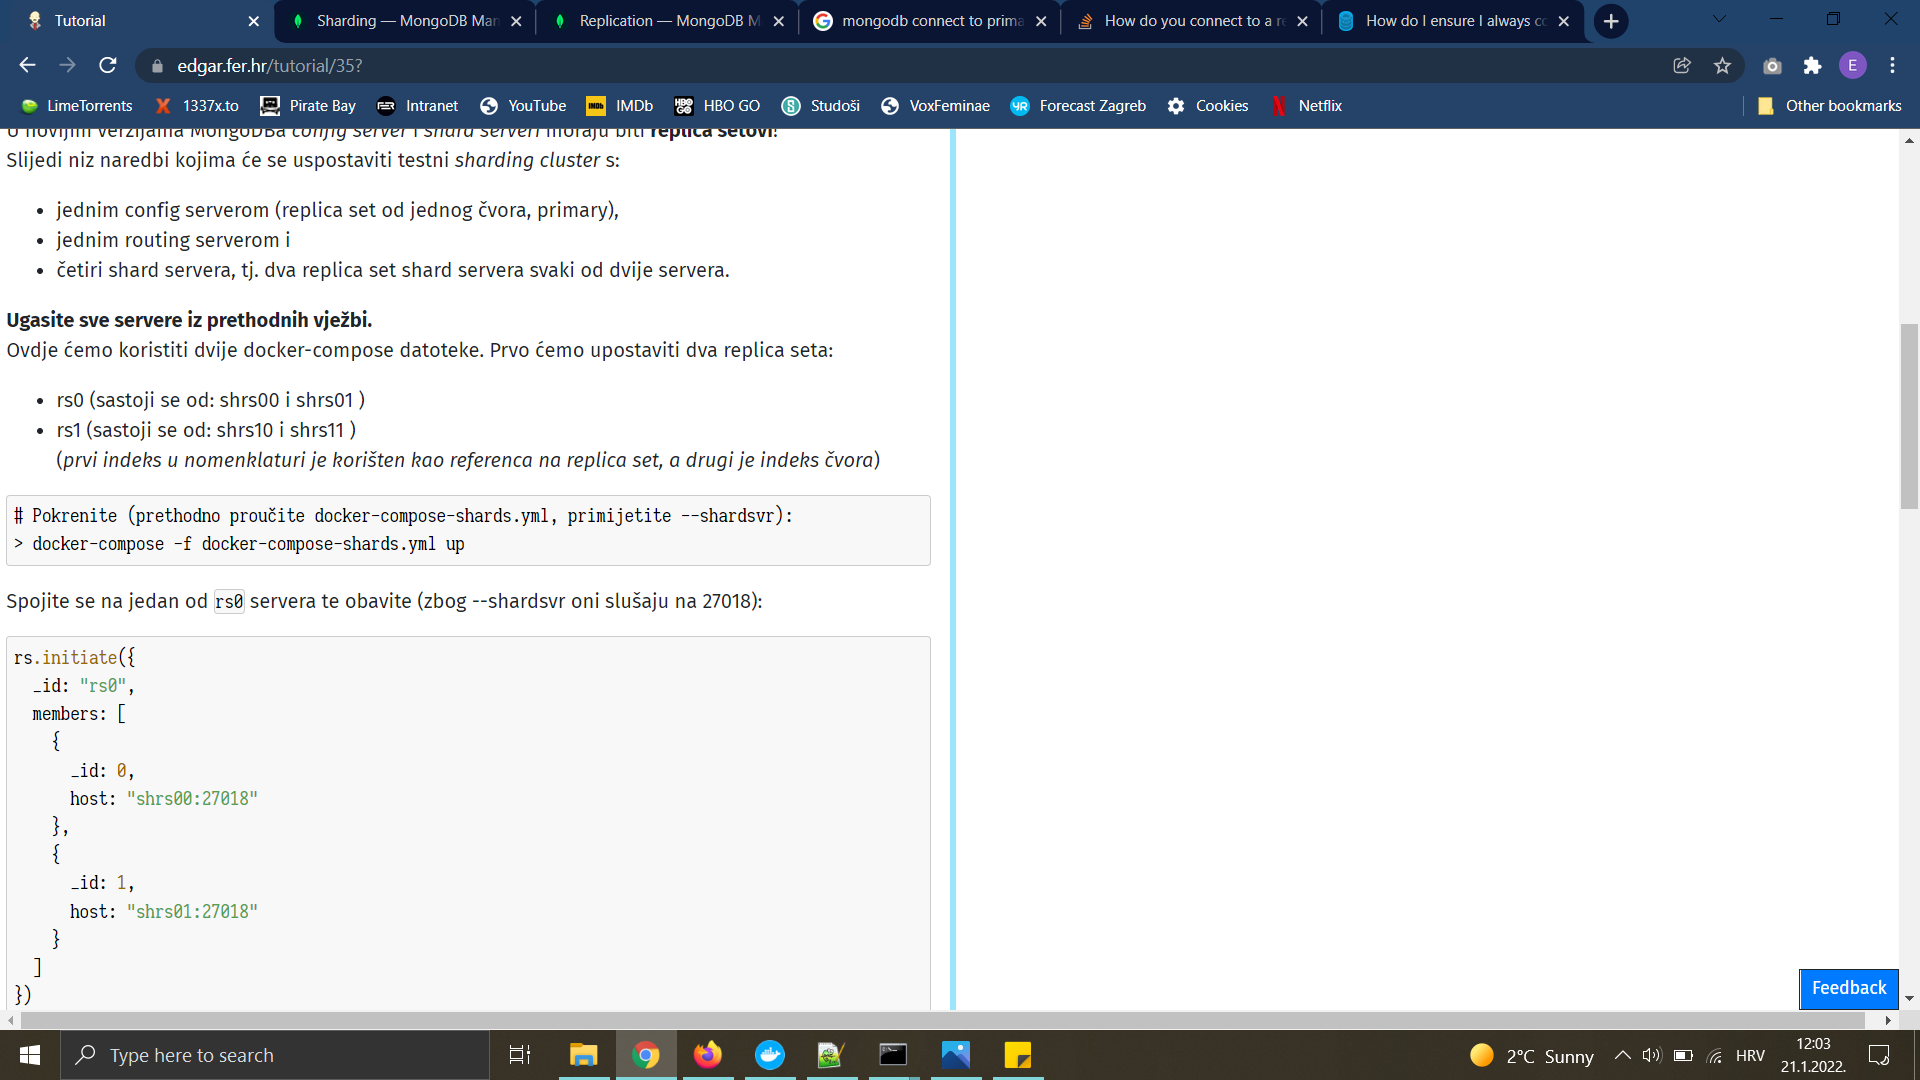 Tutorial
Sharding — MongoDB Man
Replication — MongoDB M
mongodb connect to prima
How do you connect to a re
How do I ensure I always co
edgar.fer.hr/tutorial/35?
E
LimeTorrents
1337x.to
Pirate Bay
Intranet
YouTube
IMDb
HBO GO
Studoši
VoxFeminae
Forecast Zagreb
Cookies
Netflix
Other bookmarks
U novijim verzijama MongoDBa config server i shard serveri moraju biti replica setovi!
Slijedi niz naredbi kojima će se uspostaviti testni sharding cluster s:
• jednim config serverom (replica set od jednog čvora, primary),
• jednim routing serverom i
• četiri shard servera, tj. dva replica set shard servera svaki od dvije servera.
Ugasite sve servere iz prethodnih vježbi.
Ovdje ćemo koristiti dvije docker-compose datoteke. Prvo ćemo upostaviti dva replica seta:
• rs0 (sastoji se od: shrs00 i shrs01 )
• rs1 (sastoji se od: shrs10 i shrs11 )
(prvi indeks u nomenklaturi je korišten kao referenca na replica set, a drugi je indeks čvora)
# Pokrenite (prethodno proučite docker-compose-shards.yml, primijetite --shardsvr):
> docker-compose -f docker-compose-shards.yml up
Spojite se na jedan od rs0 servera te obavite (zbog --shardsvr oni slušaju na 27018):
rs.initiate({
_id: "rs0",
members: [
{
_id: 0,
host: "shrs00:27018"
},
{
_id: 1,
host: "shrs01:27018"
}
]
})
Feedback
Type here to search
2°C Sunny
HRV
12:03
21.1.2022.